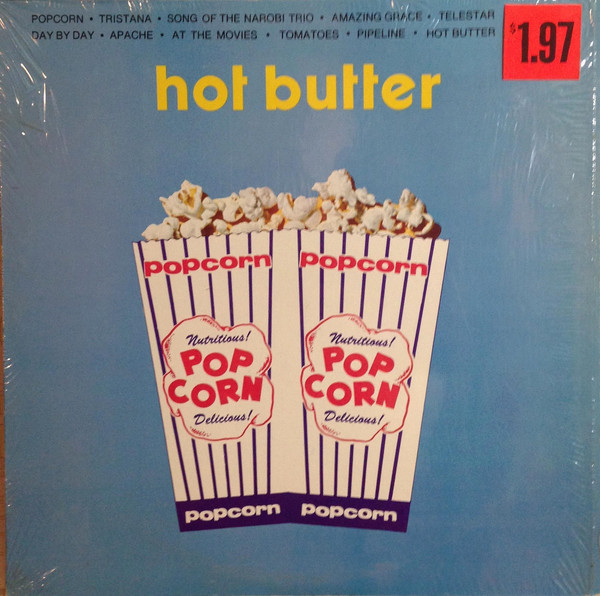 POPCORN • TRISTANA • SONG OF THE NAROBI TRIO • AMAZING GRACE • TELESTAR
DAY BY DAY • APACHE • AT THE MOVIES • TOMATOES • PIPELINE • HOT BUTTER
$1.97
hot butter
popcorn popcorn
Nutritious! Nutritious!
POP POP
CORN CORN
Delicious! Delicious!
popcorn popcorn